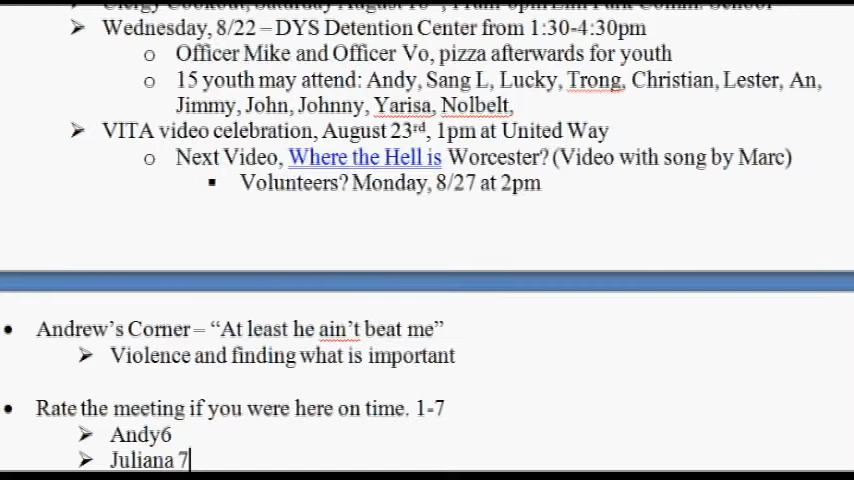 ➢ Wednesday, 8/22 – DYS Detention Center from 1:30-4:30pm
o Officer Mike and Officer Vo, pizza afterwards for youth
o 15 youth may attend: Andy, Sang L, Lucky, Trong, Christian, Lester, An,
Jimmy, John, Johnny, Yarisa, Nolbelt,
➢ VITA video celebration, August 23rd, 1pm at United Way
o Next Video, Where the Hell is Worcester? (Video with song by Marc)
▪ Volunteers? Monday, 8/27 at 2pm
• Andrew's Corner – “At least he ain't beat me”
➢ Violence and finding what is important
• Rate the meeting if you were here on time. 1-7
➢ Andy6
➢ Juliana 7